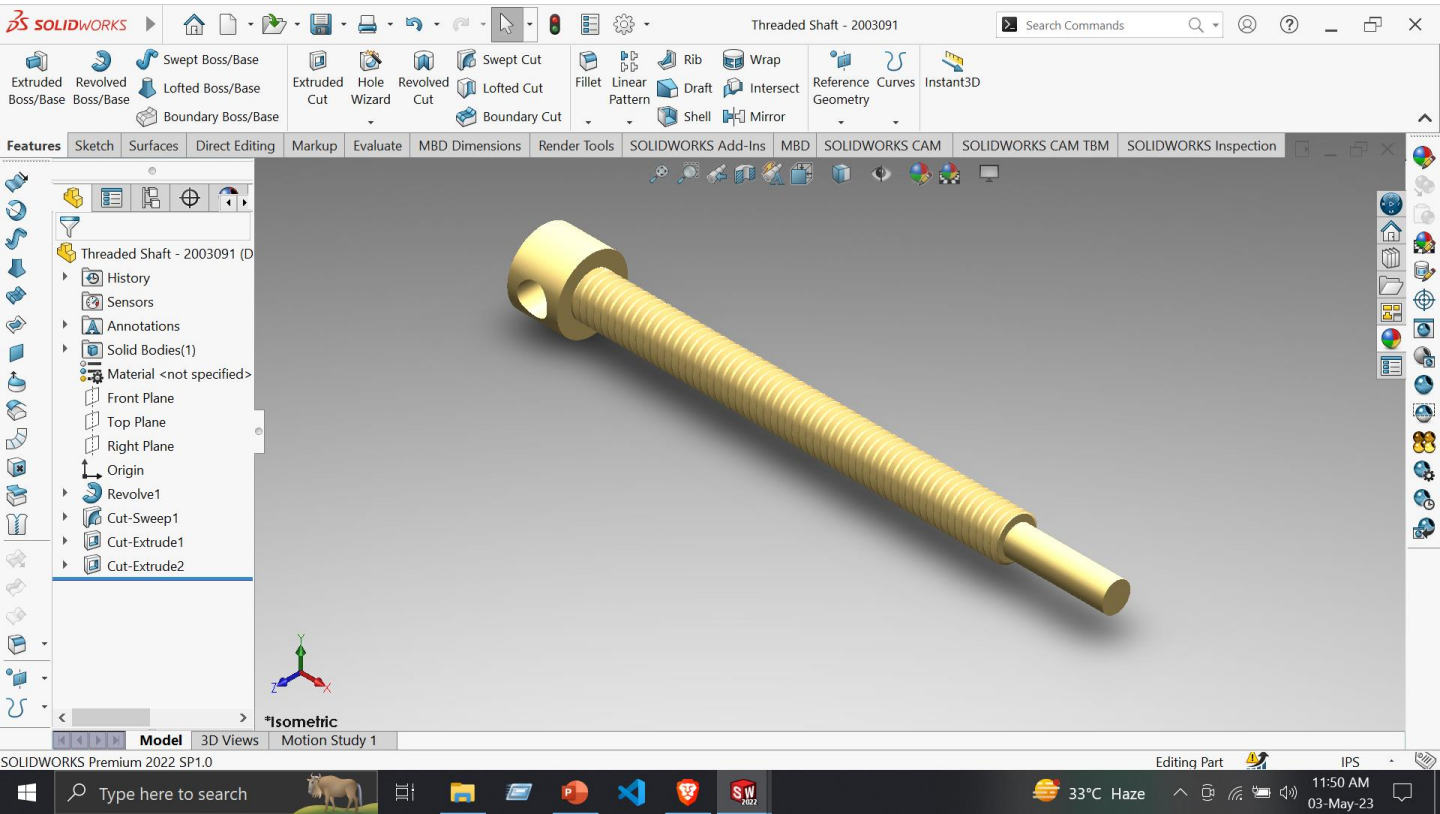 SOLIDWORKS
Threaded Shaft - 2003091
Search Commands
Extruded Boss/Base
Revolved Boss/Base
Swept Boss/Base
Lofted Boss/Base
Boundary Boss/Base
Extruded Cut
Hole Wizard
Revolved Cut
Swept Cut
Lofted Cut
Boundary Cut
Fillet
Linear Pattern
Rib
Draft
Shell
Wrap
Intersect
Mirror
Reference Geometry
Curves
Instant3D
Features Sketch Surfaces Direct Editing Markup Evaluate MBD Dimensions Render Tools SOLIDWORKS Add-Ins MBD SOLIDWORKS CAM SOLIDWORKS CAM TBM SOLIDWORKS Inspection
Threaded Shaft - 2003091 (D
History
Sensors
Annotations
Solid Bodies(1)
Material <not specified>
Front Plane
Top Plane
Right Plane
Origin
Revolve1
Cut-Sweep1
Cut-Extrude1
Cut-Extrude2
Y
Z
X
*Isometric
Model 3D Views Motion Study 1
SOLIDWORKS Premium 2022 SP1.0
Editing Part
IPS
Type here to search
SW
2022
33°C Haze
11:50 AM
03-May-23